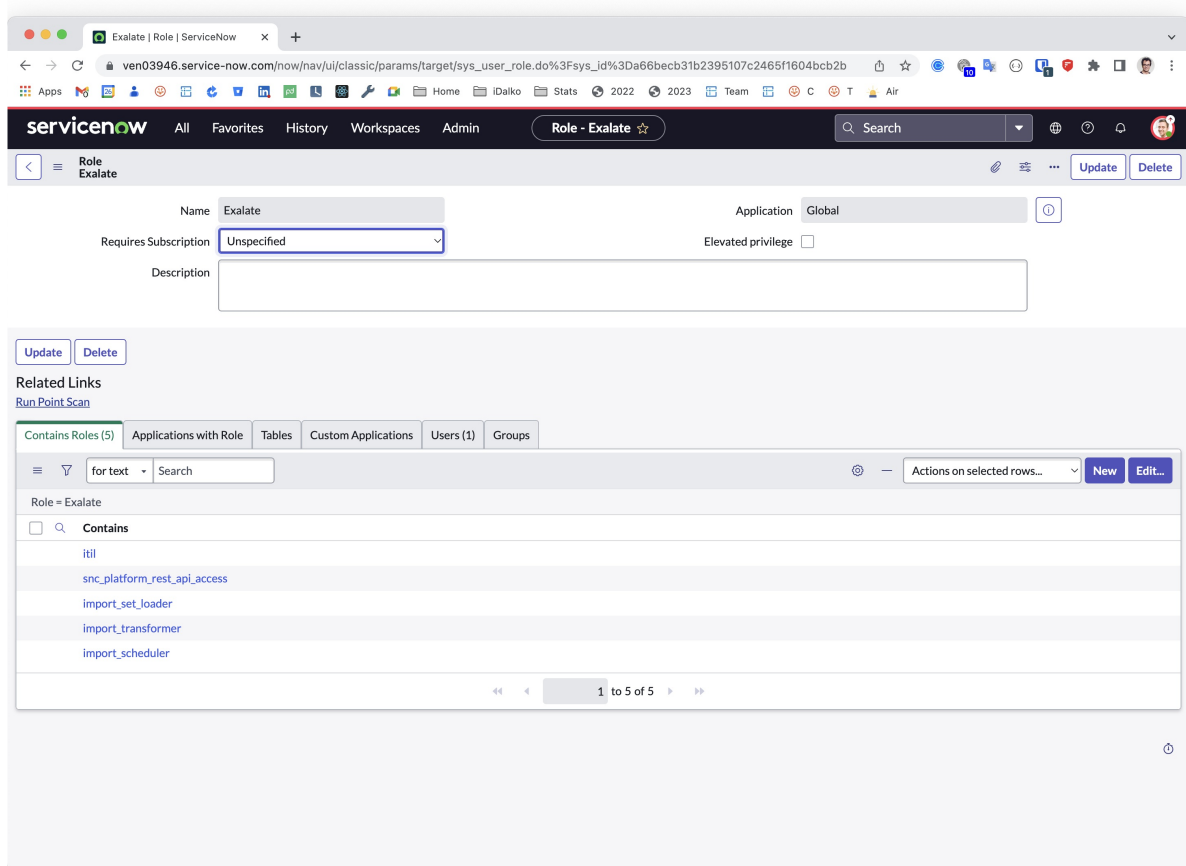 Exalate | Role | ServiceNow
ven03946.service-now.com/now/nav/ui/classic/params/target/sys_user_role.do%3Fsys_id%3Da66becb31b2395107c2465f1604bcb2b
10
1
Apps
26
Home
iDalko
Stats
2022
2023
Team
C
T
Air
servicenow
All
Favorites
History
Workspaces
Admin
Role - Exalate
Search
Role
Exalate
Update
Delete
Name
Exalate
Application
Global
Requires Subscription
Unspecified
Elevated privilege
Description
Update
Delete
Related Links
Run Point Scan
Contains Roles (5)
Applications with Role
Tables
Custom Applications
Users (1)
Groups
for text
Search
Actions on selected rows...
New
Edit...
Role = Exalate
Contains
itil
snc_platform_rest_api_access
import_set_loader
import_transformer
import_scheduler
1 to 5 of 5